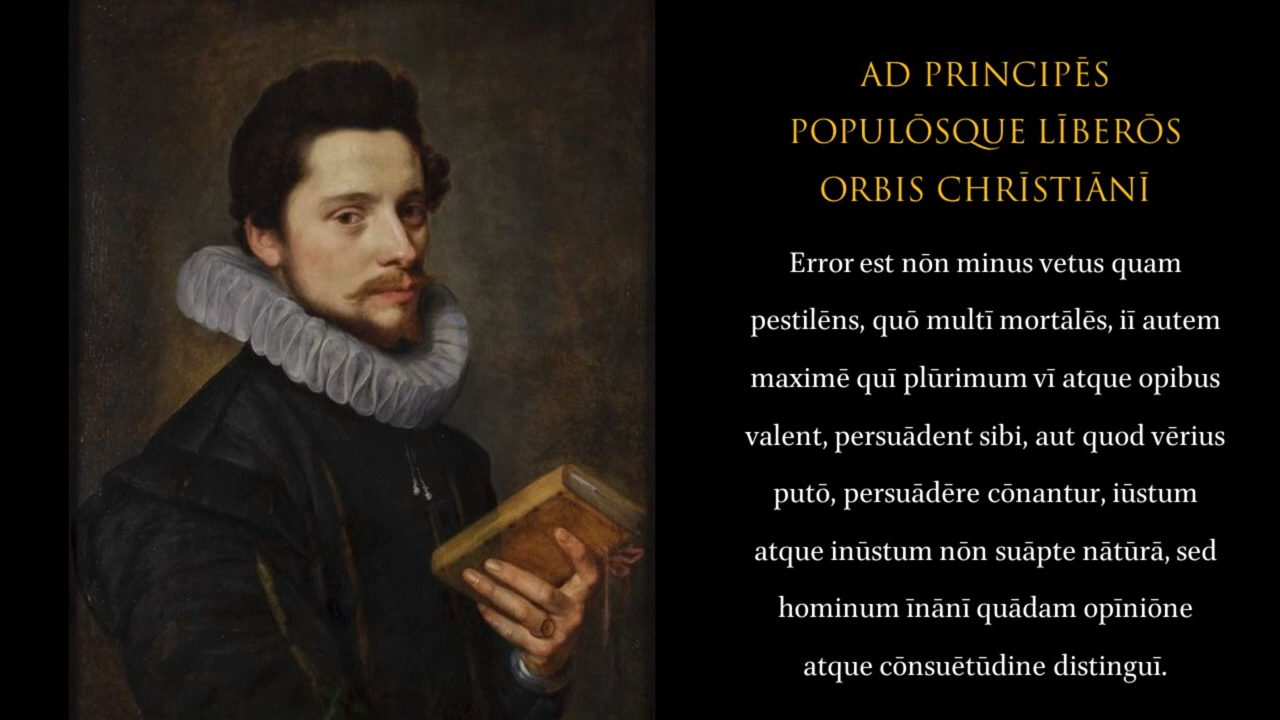 AD PRINCIPĒS
POPULŌSQUE LĪBERŌS
ORBIS CHRĪSTIĀNĪ
Error est nōn minus vetus quam
pestilēns, quō multī mortālēs, iī autem
maximē quī plūrimum vī atque opibus
valent, persuādent sibi, aut quod vērius
putō, persuādēre cōnantur, iūstum
atque inūstum nōn suāpte nātūrā, sed
hominum īnānī quādam opīniōne
atque cōnsuētūdine distinguī.